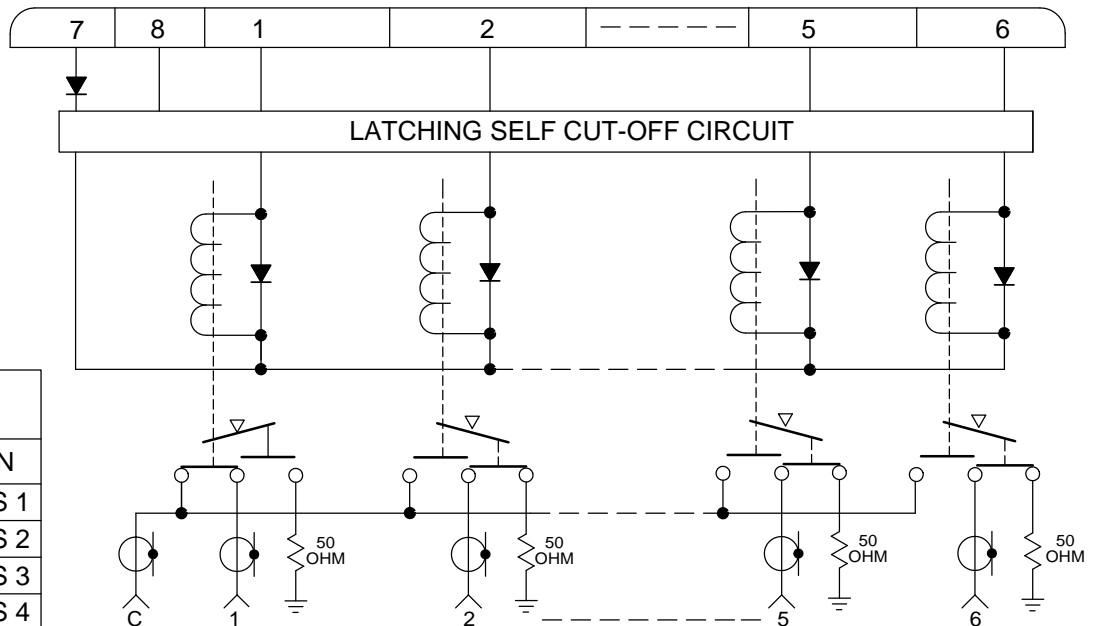 7 8 1 2 5 6
LATCHING SELF CUT-OFF CIRCUIT
N
S 1
S 2
S 3
S 4
50
OHM
50
OHM
50
OHM
50
OHM
C 1 2 5 6